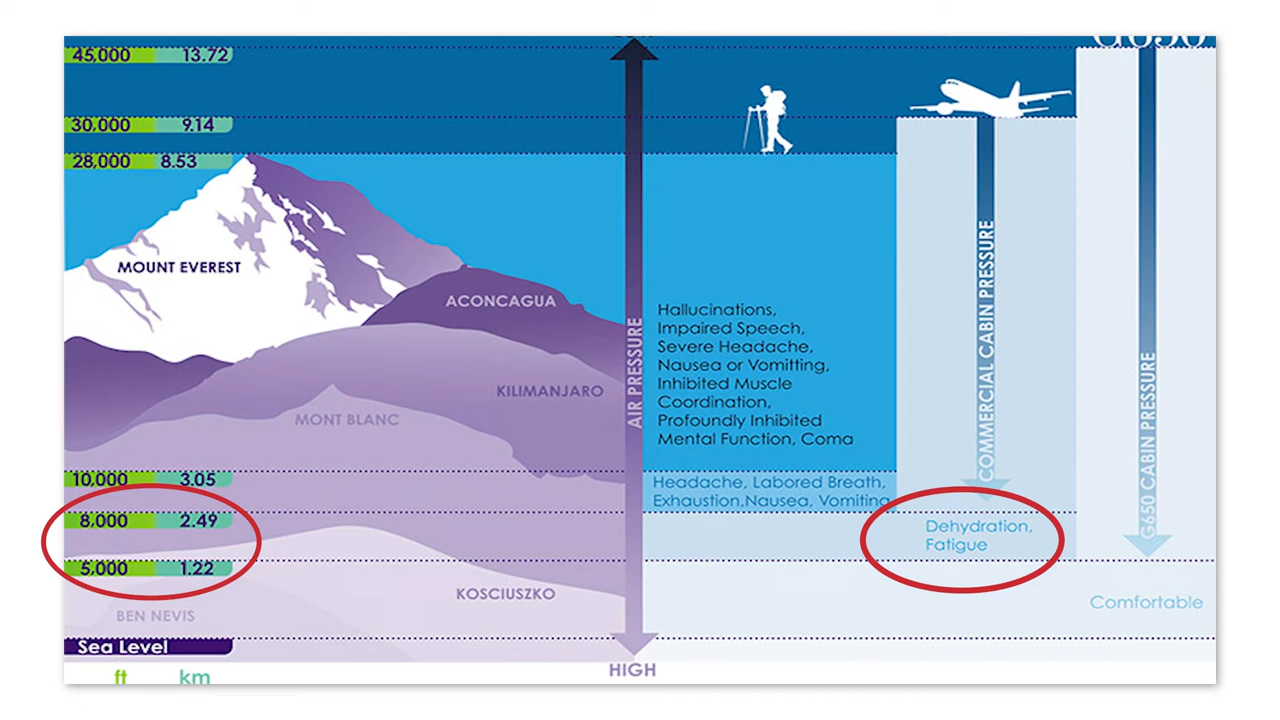 45,000 13.72
30,000 9.14
28,000 8.53
MOUNT EVEREST
ACONCAGUA
KILIMANJARO
MONT BLANC
10,000 3.05
8,000 2.49
5,000 1.22
KOSCIUSZKO
BEN NEVIS
Sea Level
ft km
AIR PRESSURE
HIGH
Hallucinations,
Impaired Speech,
Severe Headache,
Nausea or Vomitting,
Inhibited Muscle
Coordination,
Profoundly Inhibited
Mental Function, Coma
Headache, Labored Breath,
Exhaustion,Nausea, Vomiting
COMMERCIAL CABIN PRESSURE
Dehydration,
Fatigue
G650
G650 CABIN PRESSURE
Comfortable